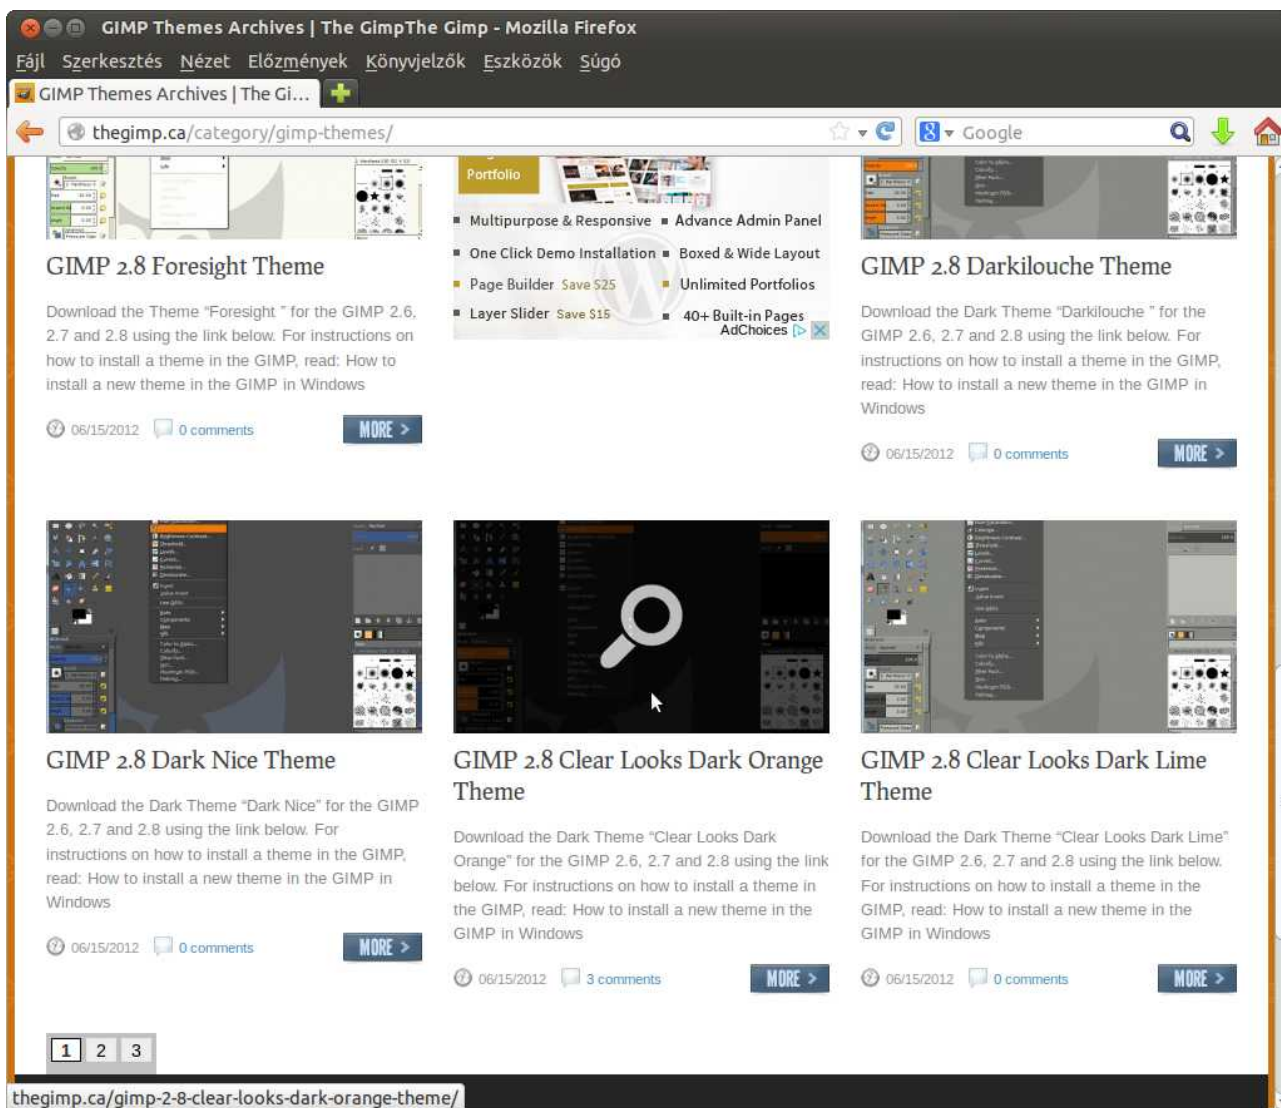 GIMP Themes Archives | The GimpThe Gimp - Mozilla Firefox
Fájl Szerkesztés Nézet Előzmények Könyvjelzők Eszközök Súgó
GIMP Themes Archives | The Gi...
thegimp.ca/category/gimp-themes/
Google
Portfolio
Multipurpose & Responsive
Advance Admin Panel
One Click Demo Installation
Boxed & Wide Layout
Page Builder Save $25
Unlimited Portfolios
Layer Slider Save $15
40+ Built-in Pages
AdChoices
GIMP 2.8 Foresight Theme
Download the Theme “Foresight ” for the GIMP 2.6,
2.7 and 2.8 using the link below. For instructions on
how to install a theme in the GIMP, read: How to
install a new theme in the GIMP in Windows
06/15/2012 0 comments MORE >
GIMP 2.8 Darkilouche Theme
Download the Dark Theme “Darkilouche ” for the
GIMP 2.6, 2.7 and 2.8 using the link below. For
instructions on how to install a theme in the GIMP,
read: How to install a new theme in the GIMP in
Windows
06/15/2012 0 comments MORE >
GIMP 2.8 Dark Nice Theme
Download the Dark Theme “Dark Nice” for the GIMP
2.6, 2.7 and 2.8 using the link below. For
instructions on how to install a theme in the GIMP,
read: How to install a new theme in the GIMP in
Windows
06/15/2012 0 comments MORE >
GIMP 2.8 Clear Looks Dark Orange
Theme
Download the Dark Theme “Clear Looks Dark
Orange” for the GIMP 2.6, 2.7 and 2.8 using the link
below. For instructions on how to install a theme in
the GIMP, read: How to install a new theme in the
GIMP in Windows
06/15/2012 3 comments MORE >
GIMP 2.8 Clear Looks Dark Lime
Theme
Download the Dark Theme “Clear Looks Dark Lime”
for the GIMP 2.6, 2.7 and 2.8 using the link below.
For instructions on how to install a theme in the
GIMP, read: How to install a new theme in the
GIMP in Windows
06/15/2012 0 comments MORE >
1 2 3
thegimp.ca/gimp-2-8-clear-looks-dark-orange-theme/